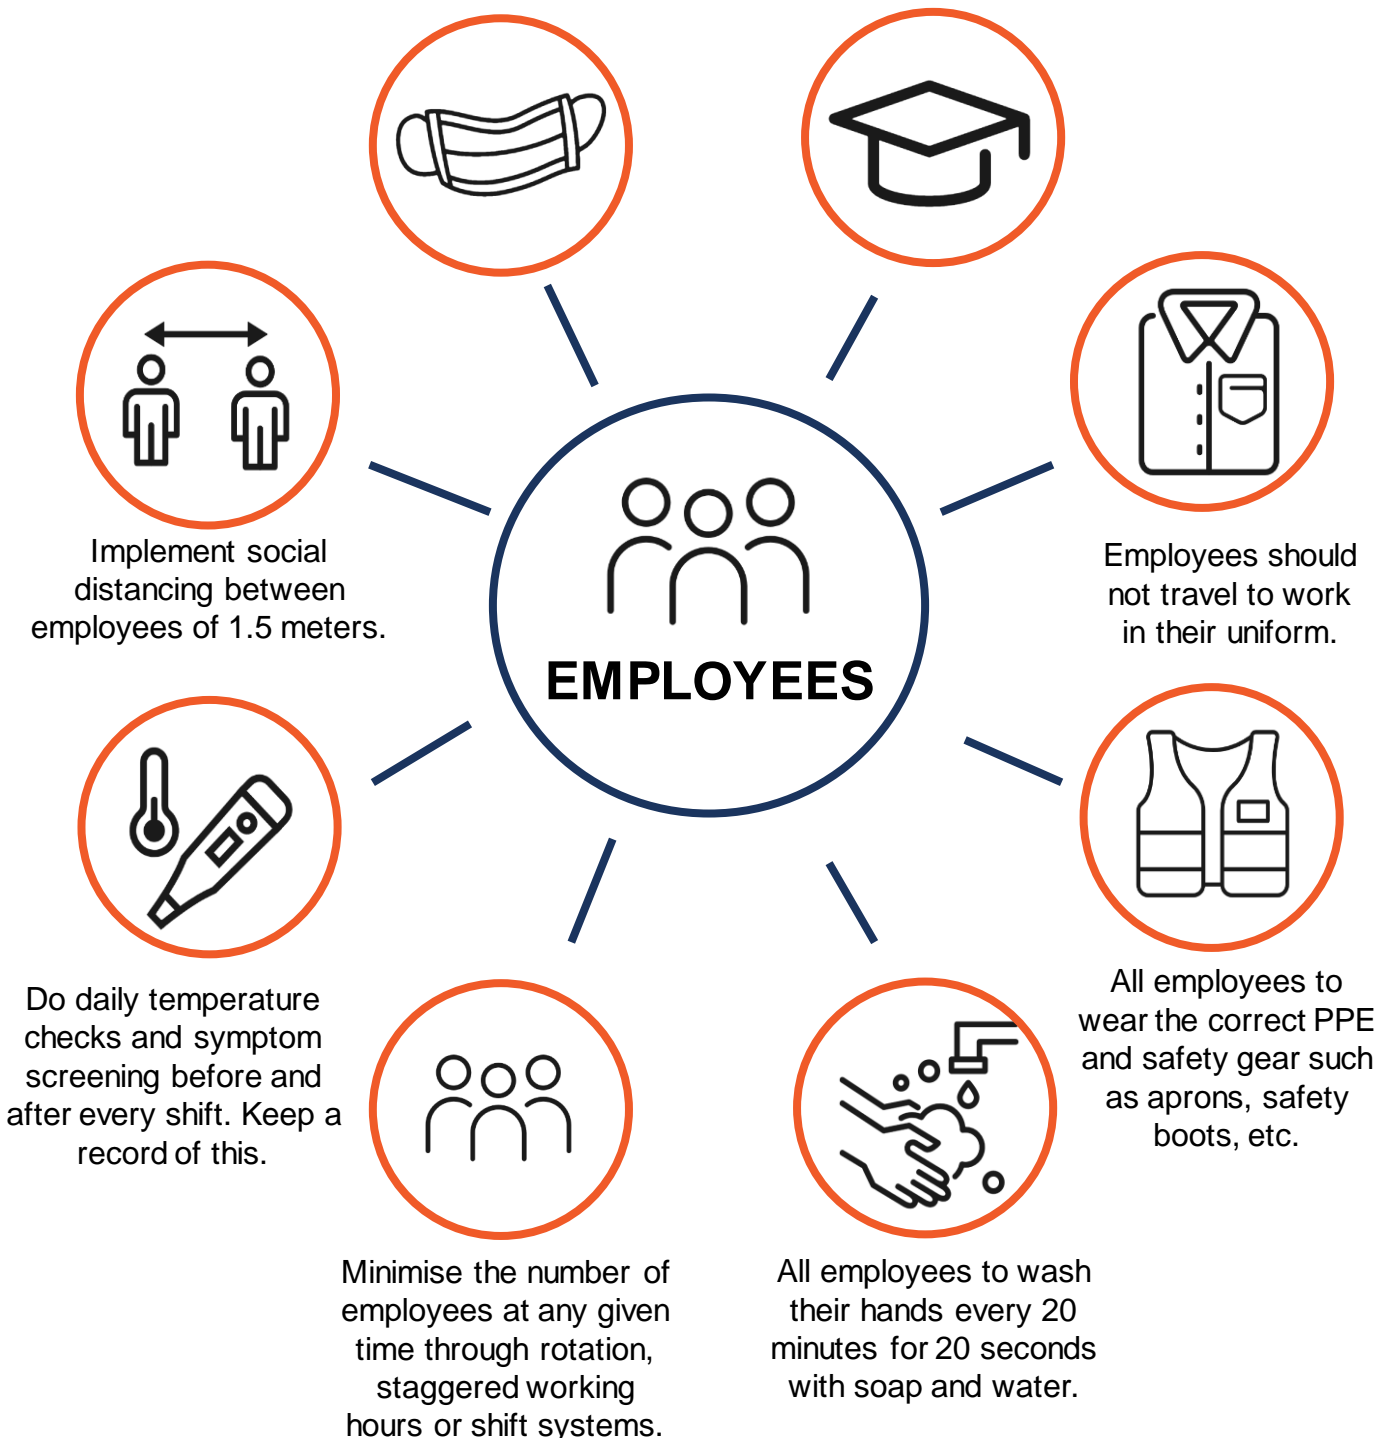 EMPLOYEES
Implement social
distancing between
employees of 1.5 meters.
Employees should
not travel to work
in their uniform.
Do daily temperature
checks and symptom
screening before and
after every shift. Keep a
record of this.
All employees to
wear the correct PPE
and safety gear such
as aprons, safety
boots, etc.
Minimise the number of
employees at any given
time through rotation,
staggered working
hours or shift systems.
All employees to wash
their hands every 20
minutes for 20 seconds
with soap and water.